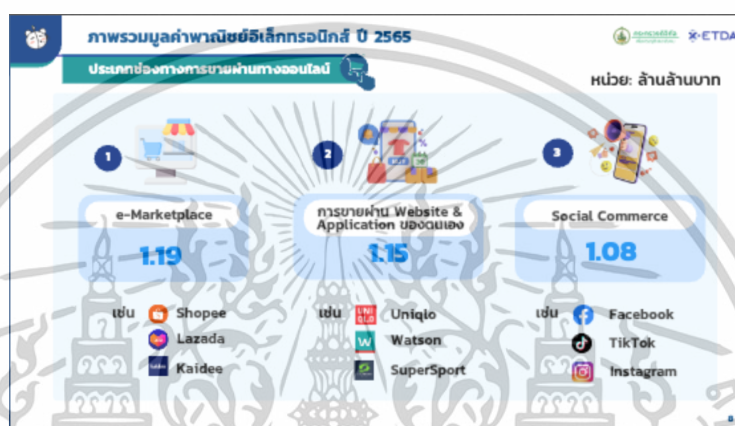 ภาพรวมมูลค่าพาณิชย์อิเล็กทรอนิกส์ ปี 2565
ETDA
ประเภทช่องทางการขายผ่านทางออนไลน์
หน่วย: ล้านล้านบาท
1
2
3
e-Marketplace
การขายผ่าน Website &
Application ของตนเอง
Social Commerce
1.19
1.15
1.08
เช่น Shopee
Lazada
Kaidee
เช่น UNI QLO Uniqlo
W Watson
SuperSport
เช่น Facebook
TikTok
Instagram